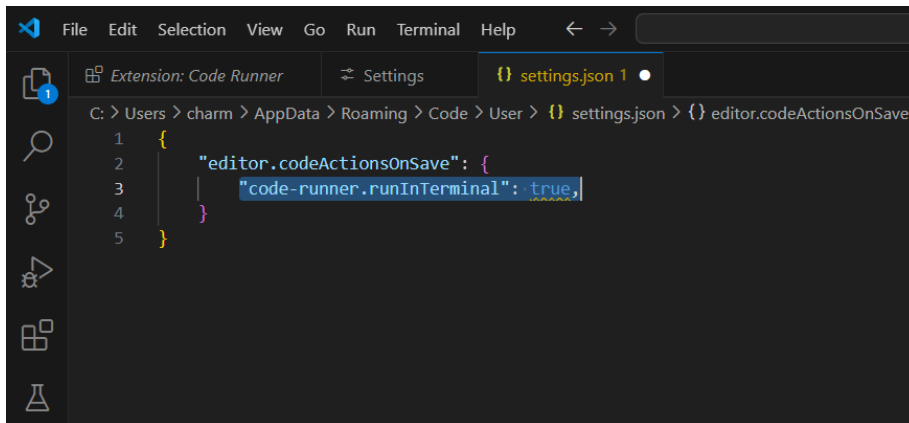 File Edit Selection View Go Run Terminal Help
Extension: Code Runner Settings {} settings.json 1
1
C: > Users > charm > AppData > Roaming > Code > User > {} settings.json > {} editor.codeActionsOnSave
1 {
2 "editor.codeActionsOnSave": {
3 "code-runner.runInTerminal": true,
4 }
5 }